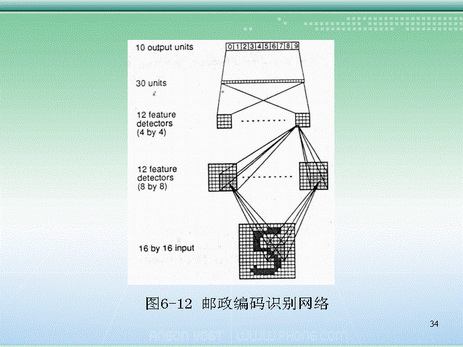 10 output units
0 1 2 3 4 5 6 7 8 9
30 units
12 feature
detectors
(4 by 4)
12 feature
detectors
(8 by 8)
16 by 16 input
图6-12 邮政编码识别网络
34